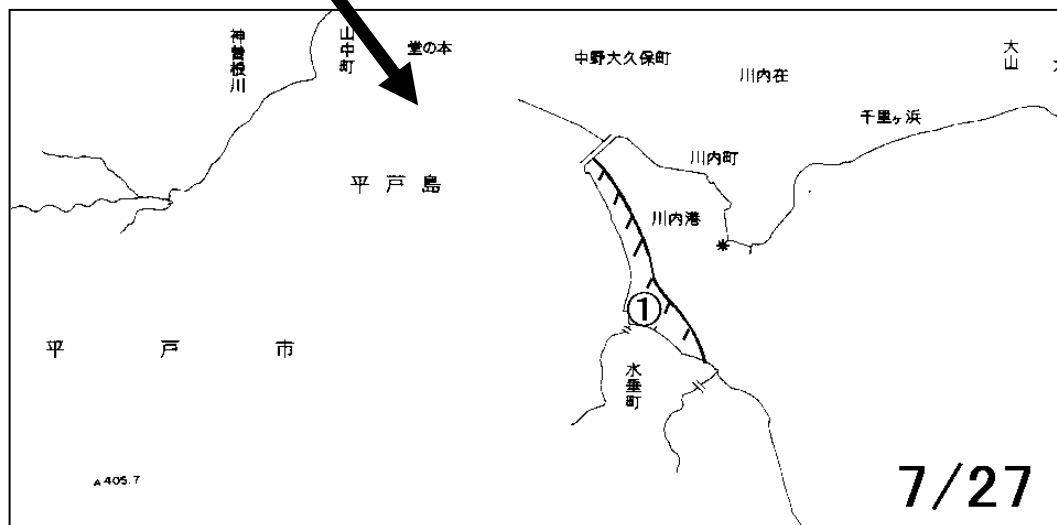 神曽根川
山中町
堂の本
中野大久保町
川内在
大山
千里ヶ浜
川内町
平戸島
川内港
①
平戸市
水垂町
405.7
7/27